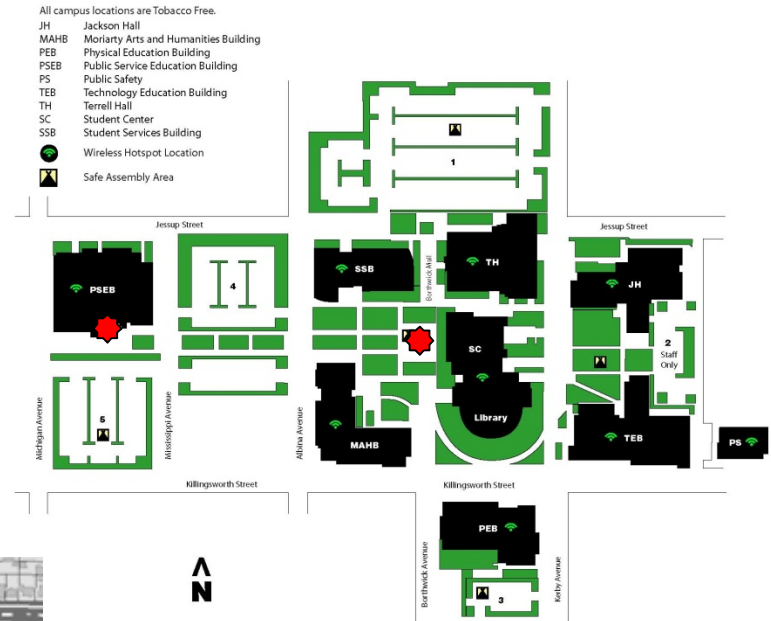 All campus locations are Tobacco Free.
JH Jackson Hall
MAHB Moriarty Arts and Humanities Building
PEB Physical Education Building
PSEB Public Service Education Building
PS Public Safety
TEB Technology Education Building
TH Terrell Hall
SC Student Center
SSB Student Services Building
Wireless Hotspot Location
Safe Assembly Area
1
Jessup Street
Jessup Street
SSB
Borthwick Mall
TH
PSEB
4
JH
SC
2
Staff
Only
Michigan Avenue
5
Mississippi Avenue
Albina Avenue
MAHB
Library
TEB
PS
Killingsworth Street
Killingsworth Street
PEB
Borthwick Avenue
Kerby Avenue
3
N